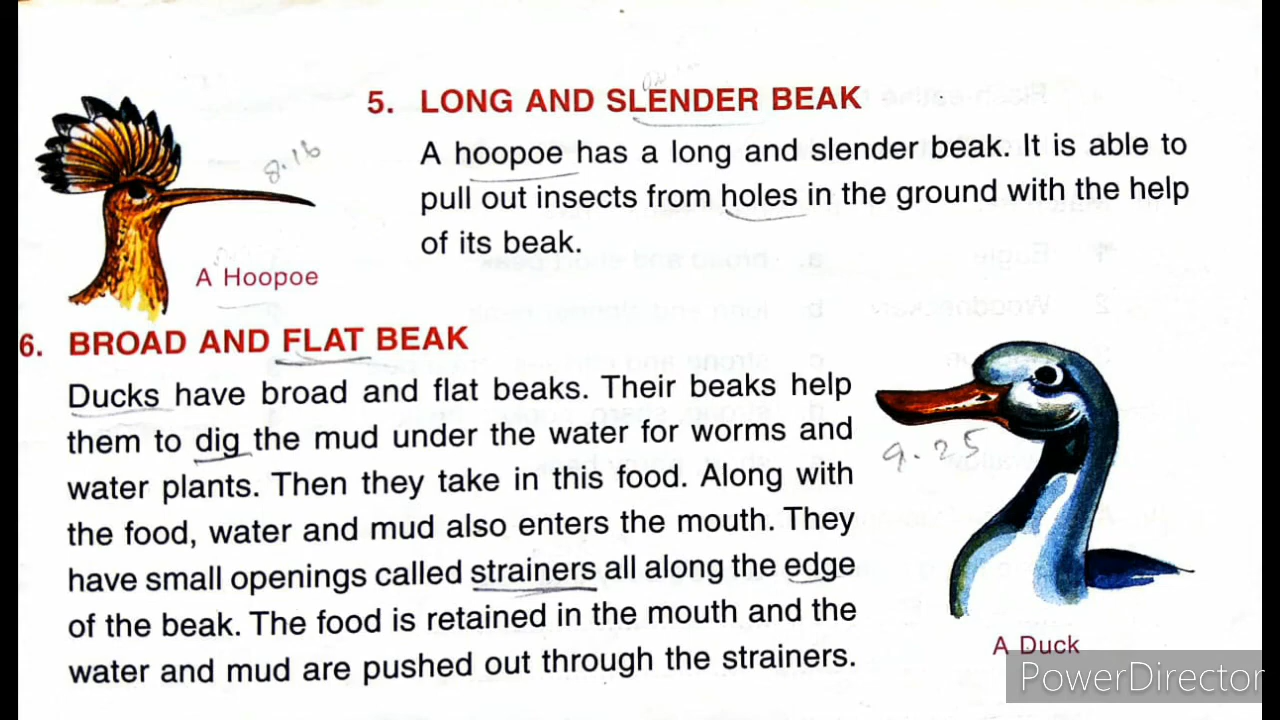 5. LONG AND SLENDER BEAK
A hoopoe has a long and slender beak. It is able to
pull out insects from holes in the ground with the help
of its beak.
8.16
A Hoopoe
6. BROAD AND FLAT BEAK
Ducks have broad and flat beaks. Their beaks help
them to dig the mud under the water for worms and
water plants. Then they take in this food. Along with
the food, water and mud also enters the mouth. They
have small openings called strainers all along the edge
of the beak. The food is retained in the mouth and the
water and mud are pushed out through the strainers.
9.25
A Duck
PowerDirector